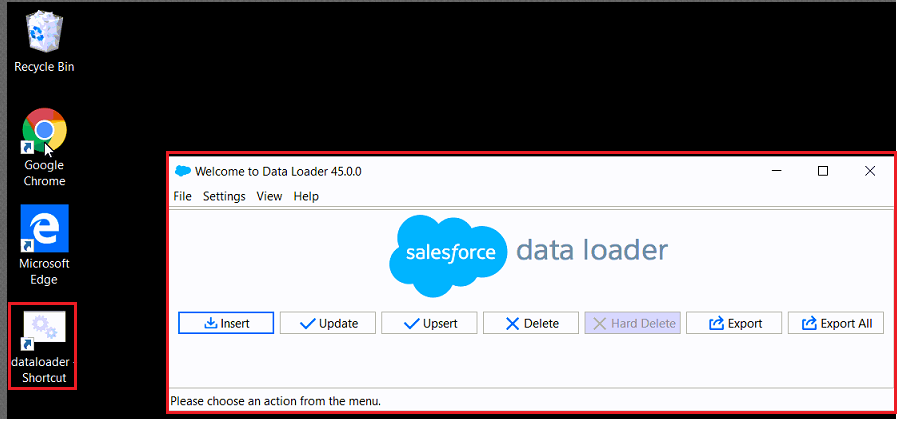 Recycle Bin
Google
Chrome
Microsoft
Edge
dataloader -
Shortcut
Welcome to Data Loader 45.0.0
File Settings View Help
salesforce data loader
Insert Update Upsert Delete Hard Delete Export Export All
Please choose an action from the menu.